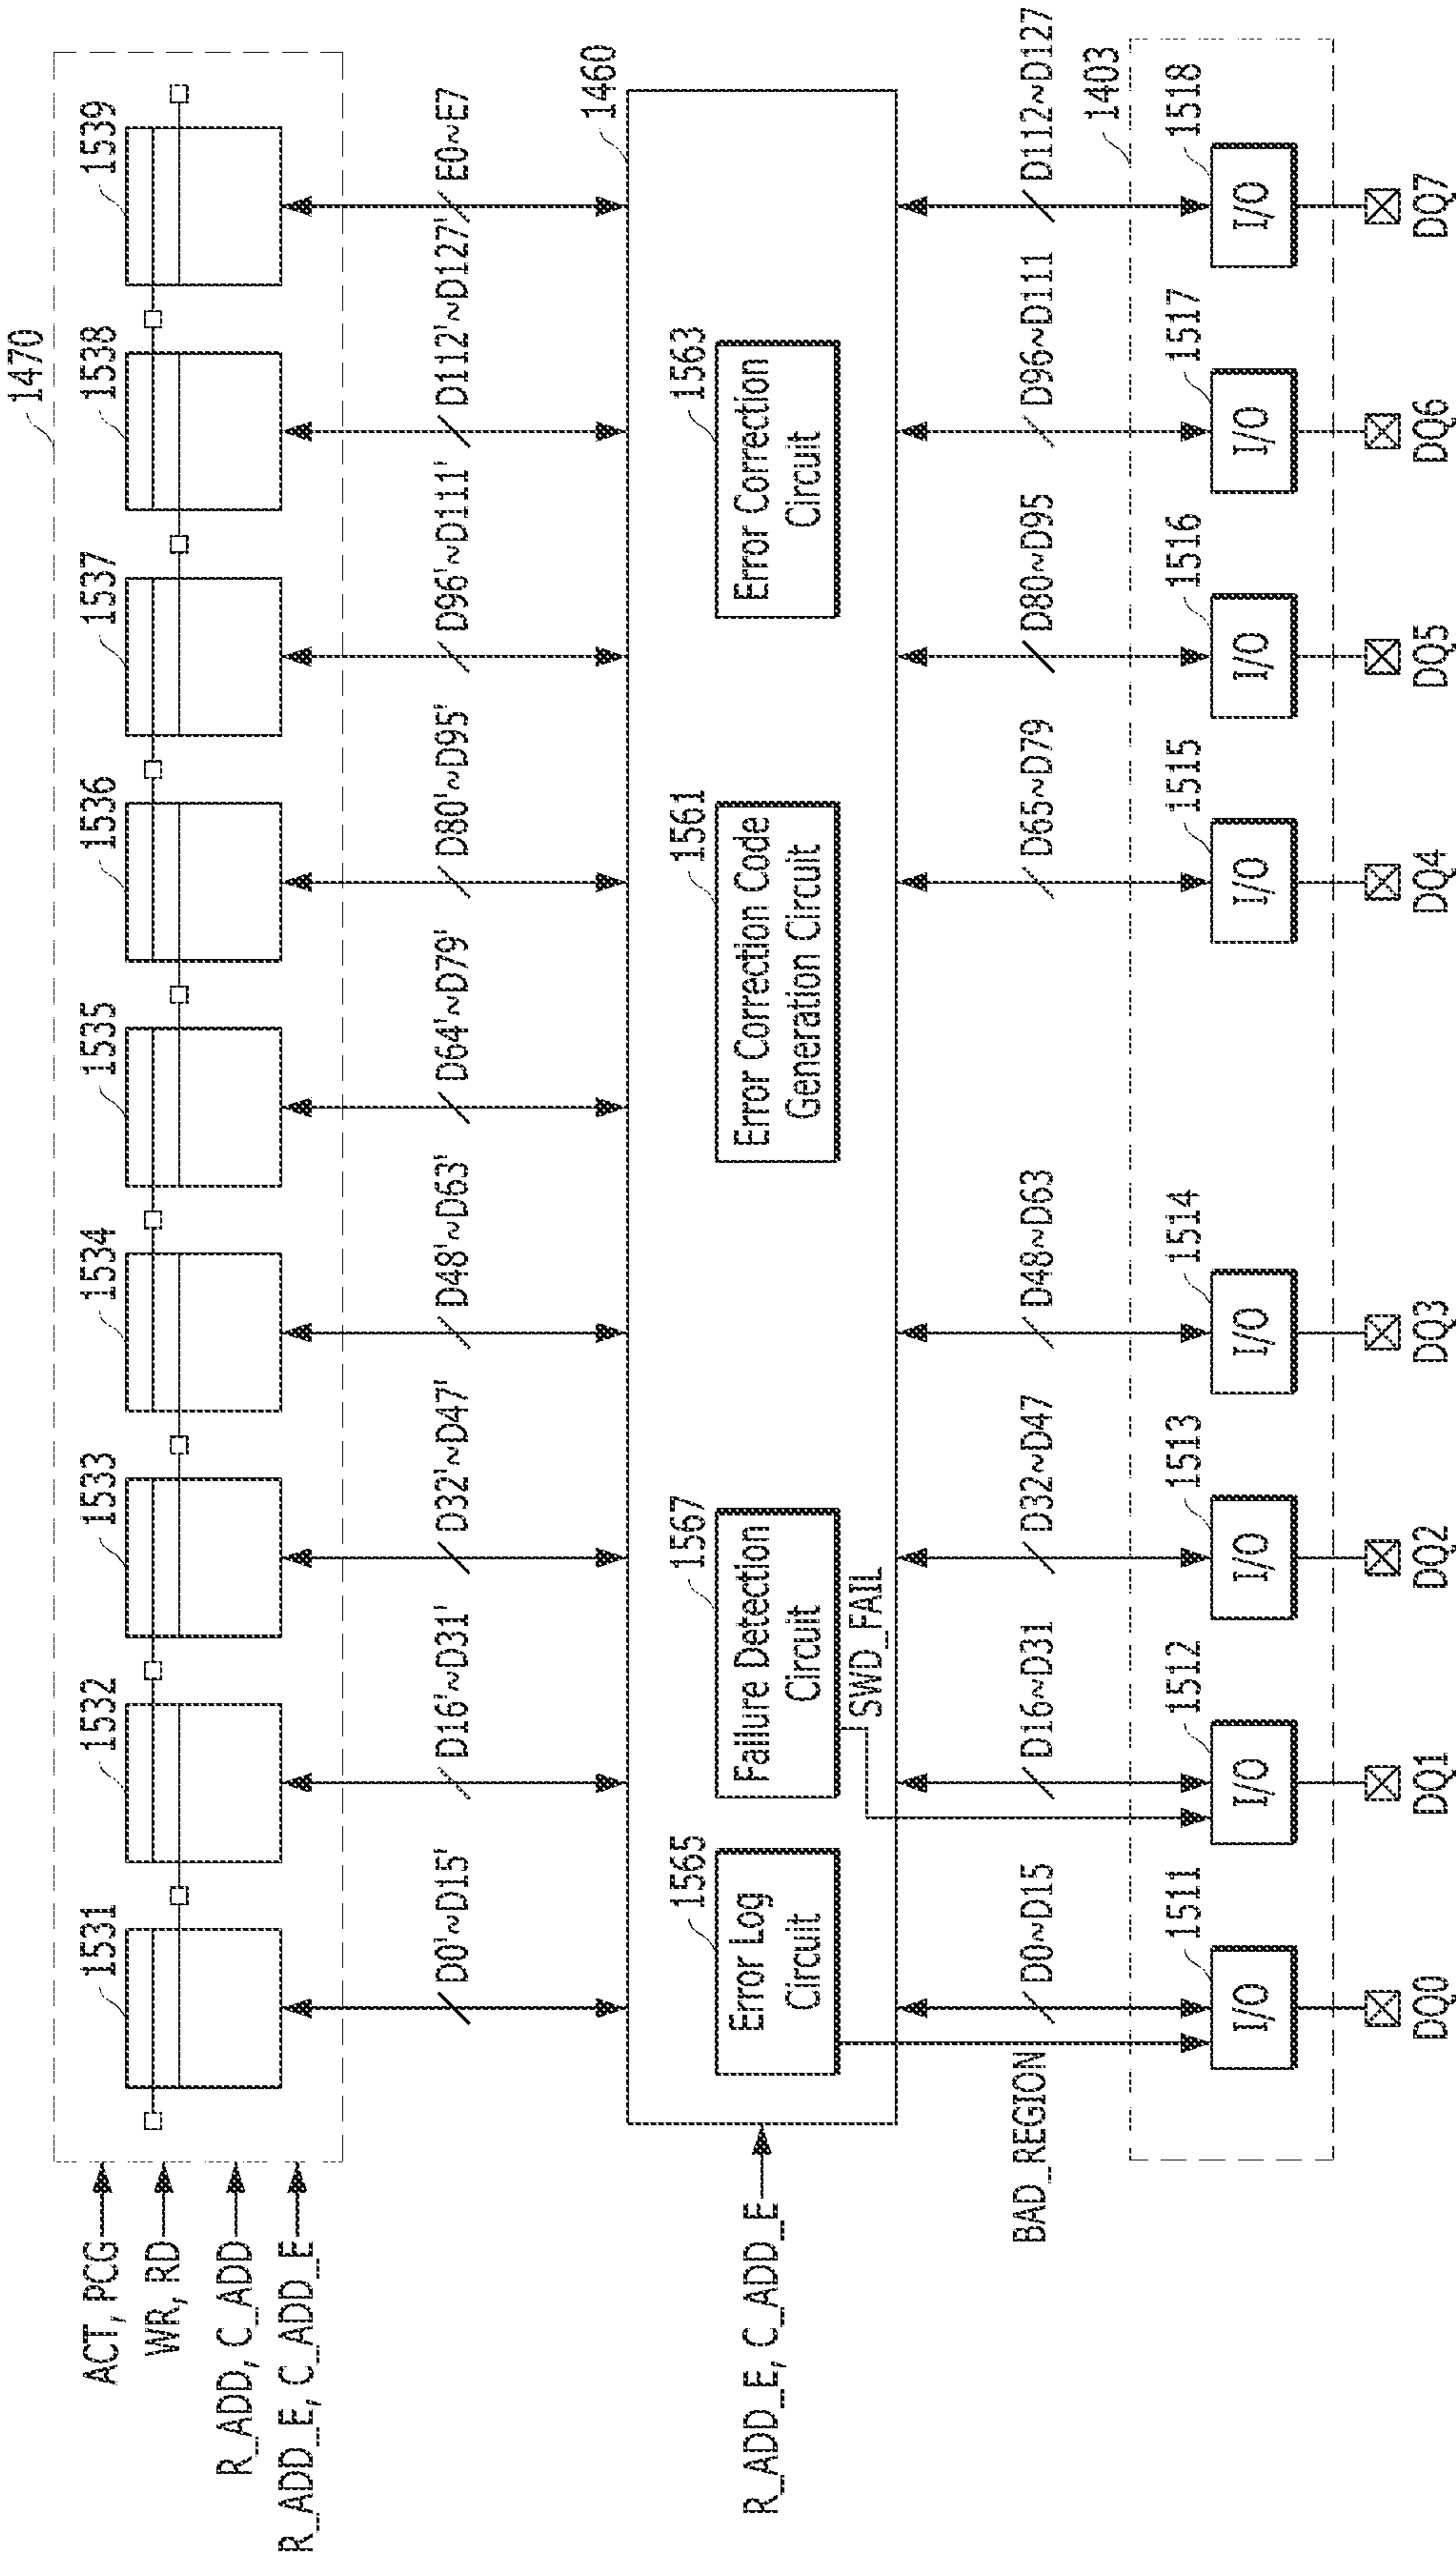 1470
1531
1532
1533
1534
1535
1536
1537
1538
1539
ACT, PCG
WR, RD
R_ADD, C_ADD
R_ADD_E, C_ADD_E
D0'~D15'
D16'~D31'
D32'~D47'
D48'~D63'
D64'~D79'
D80'~D95'
D96'~D111'
D112'~D127'
E0~E7
1460
R_ADD_E, C_ADD_E
1565
Error Log
Circuit
1567
Failure Detection
Circuit
1561
Error Correction Code
Generation Circuit
1563
Error Correction
Circuit
SWD_FAIL
BAD_REGION
D0~D15
D16~D31
D32~D47
D48~D63
D65~D79
D80~D95
D96~D111
D112~D127
1403
1511
1512
1513
1514
1515
1516
1517
1518
I/O
I/O
I/O
I/O
I/O
I/O
I/O
I/O
DQ0
DQ1
DQ2
DQ3
DQ4
DQ5
DQ6
DQ7